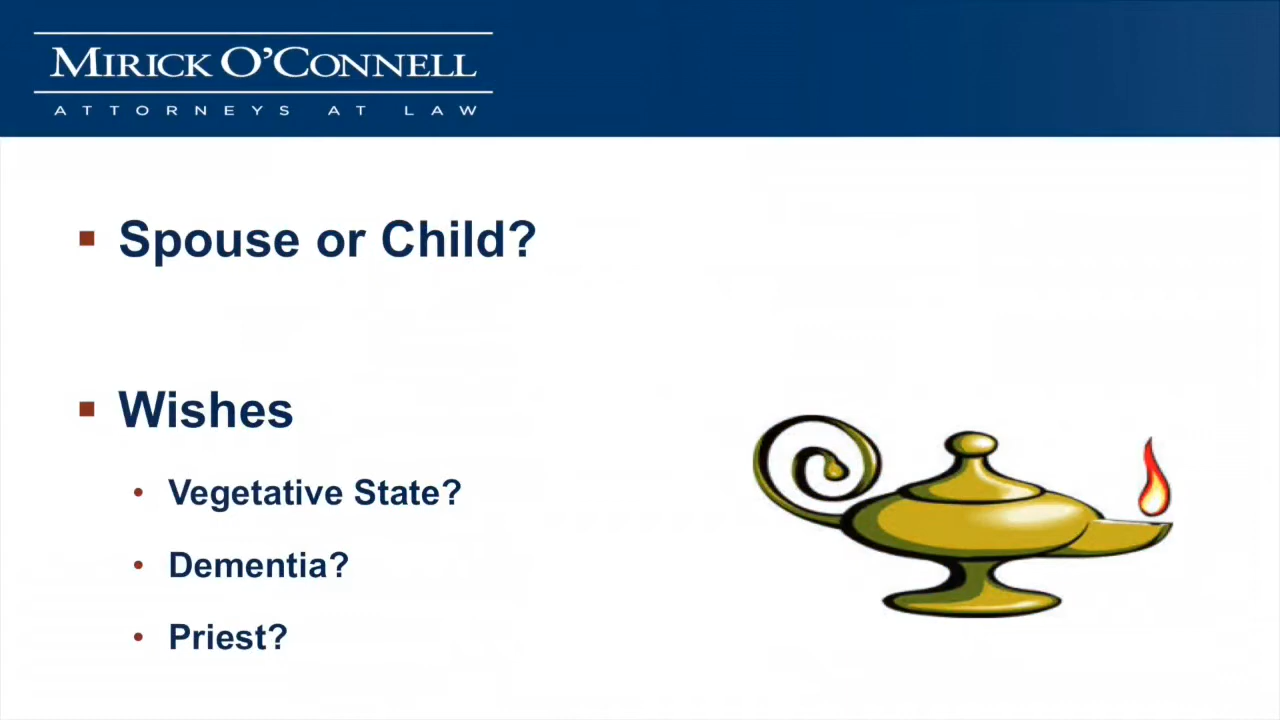 MIRICK O'CONNELL
ATTORNEYS AT LAW
Spouse or Child?
Wishes
Vegetative State?
Dementia?
Priest?